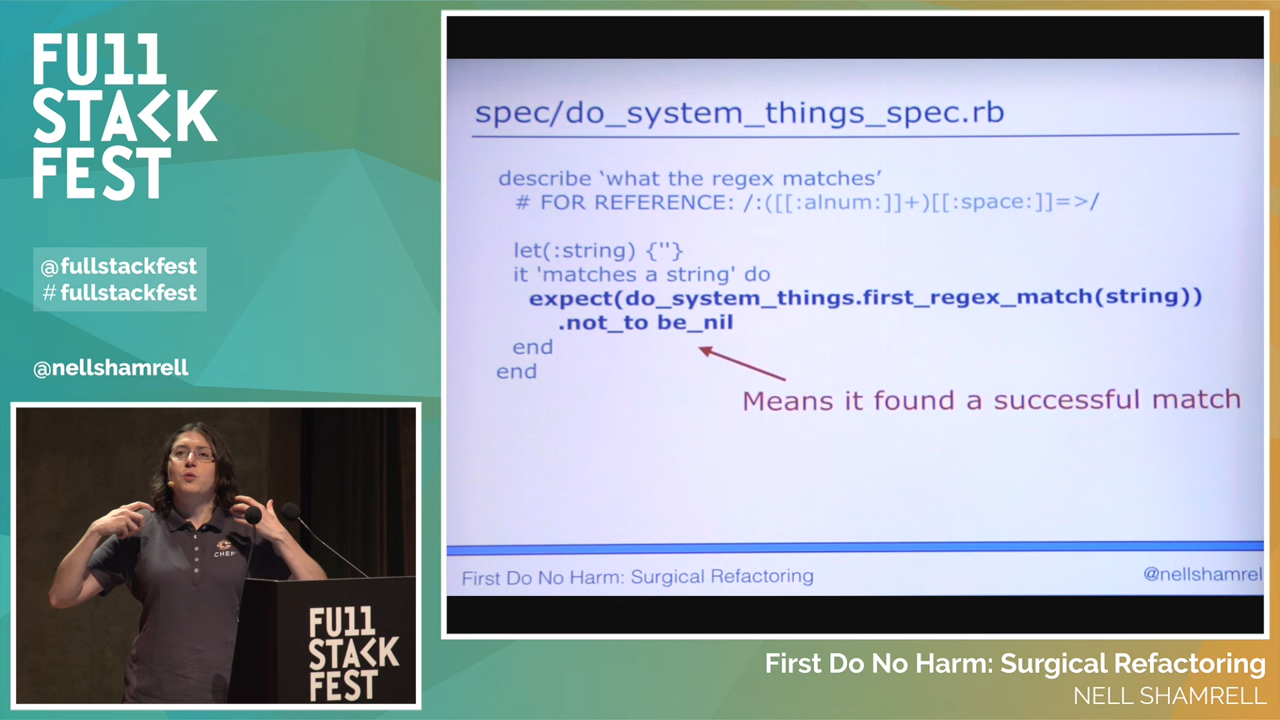 FU11
STACK
FEST
@fullstackfest
# fullstackfest
@nellshamrell
spec/do_system_things_spec.rb
describe ‘what the regex matches’
# FOR REFERENCE: /:([[:alnum:]]+)[[:space:]]=>/
let(:string) {''}
it 'matches a string' do
expect(do_system_things.first_regex_match(string))
.not_to be_nil
end
end
Means it found a successful match
First Do No Harm: Surgical Refactoring
@nellshamrel
CHEF
FU11
STACK
FEST
First Do No Harm: Surgical Refactoring
NELL SHAMRELL